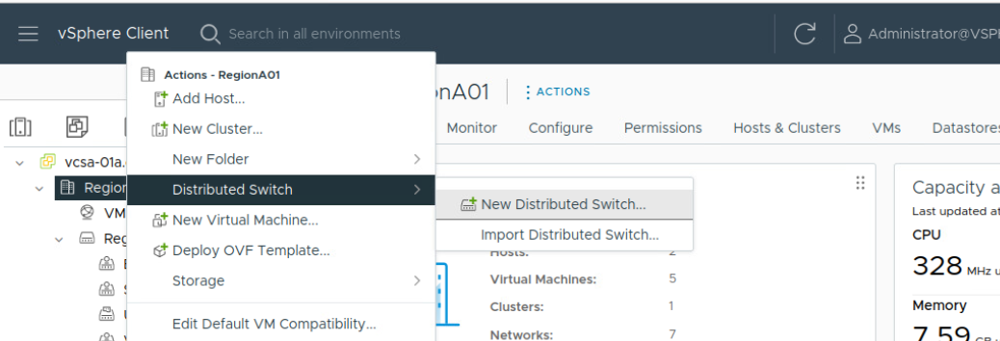 vSphere Client
Search in all environments
Administrator@VSP
Actions - RegionA01
Add Host...
New Cluster...
New Folder
Distributed Switch
New Virtual Machine...
Deploy OVF Template...
Storage
Edit Default VM Compatibility...
New Distributed Switch...
Import Distributed Switch...
nA01
ACTIONS
Monitor Configure Permissions Hosts & Clusters VMs Datastores
vcsa-01a.
Region
VM
Reg
Hosts: 2
Virtual Machines: 5
Clusters: 1
Networks: 7
Capacity a
Last updated at
CPU
328 MHz u
Memory
7.59 GB